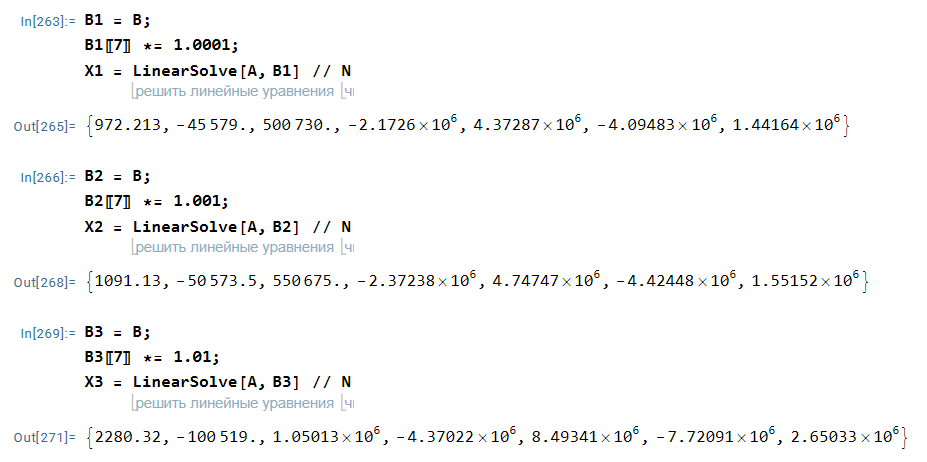 In[263]:= B1 = B;
B1〚7〛 *= 1.0001;
X1 = LinearSolve[A, B1] // N
решить линейные уравнения
Out[265]= {972.213, -45 579., 500 730., -2.1726×10^6, 4.37287×10^6, -4.09483×10^6, 1.44164×10^6}
In[266]:= B2 = B;
B2〚7〛 *= 1.001;
X2 = LinearSolve[A, B2] // N
решить линейные уравнения
Out[268]= {1091.13, -50 573.5, 550 675., -2.37238×10^6, 4.74747×10^6, -4.42448×10^6, 1.55152×10^6}
In[269]:= B3 = B;
B3〚7〛 *= 1.01;
X3 = LinearSolve[A, B3] // N
решить линейные уравнения
Out[271]= {2280.32, -100 519., 1.05013×10^6, -4.37022×10^6, 8.49341×10^6, -7.72091×10^6, 2.65033×10^6}